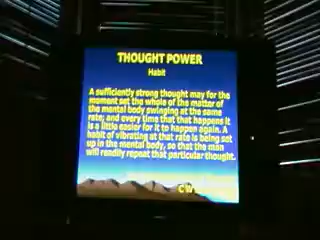 THOUGHT POWER
Habit
A sufficiently strong thought may for the
moment set the whole of the matter of
the mental body swinging at the same
rate; and every time that that happens it
is a little easier for it to happen again. A
habit of vibrating at that rate is being set
up in the mental body, so that the man
will readily repeat that particular thought.
C W